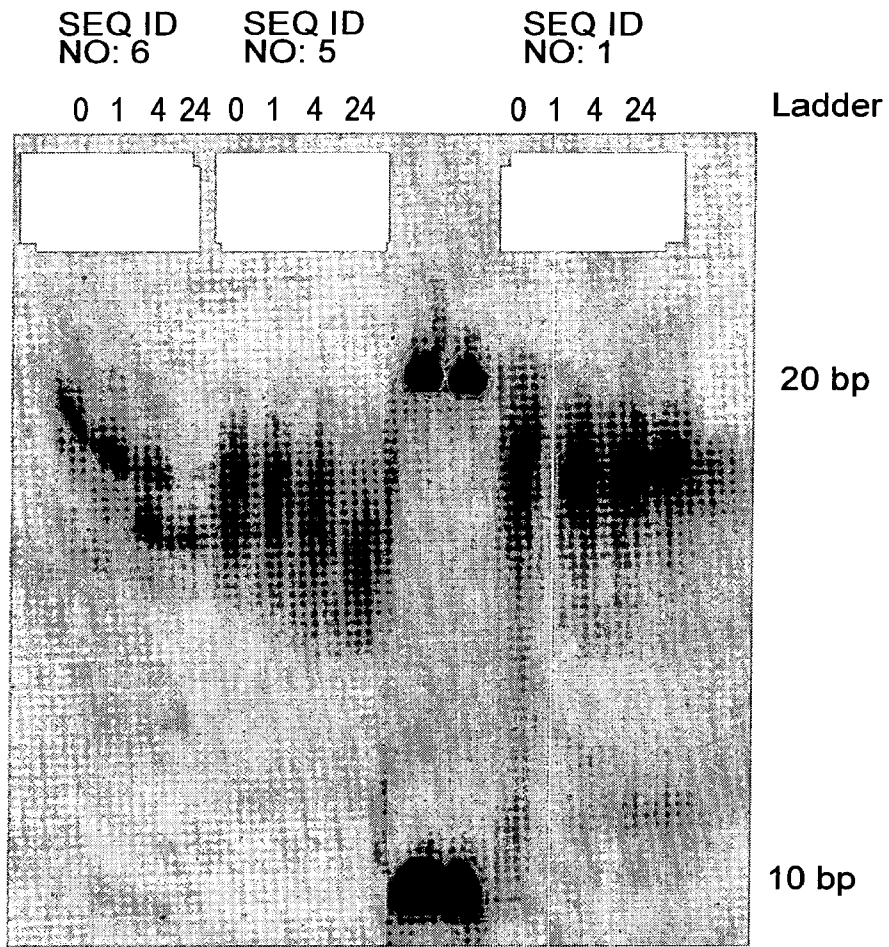 SEQ ID
NO: 6
SEQ ID
NO: 5
SEQ ID
NO: 1
0 1 4 24 0 1 4 24 0 1 4 24 Ladder
20 bp
10 bp